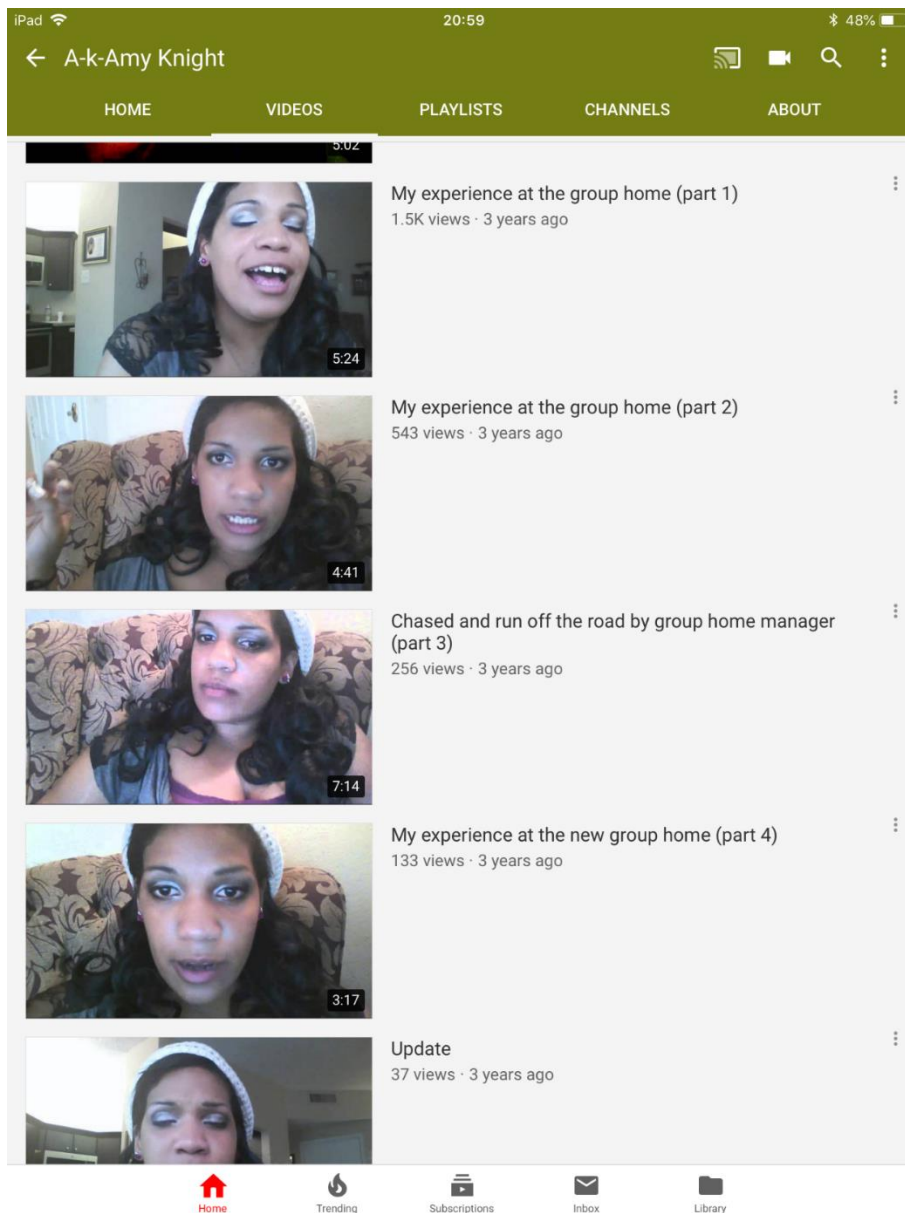 iPad 20:59 48%
A-k-Amy Knight
HOME VIDEOS PLAYLISTS CHANNELS ABOUT
5:02
My experience at the group home (part 1)
1.5K views · 3 years ago
5:24
My experience at the group home (part 2)
543 views · 3 years ago
4:41
Chased and run off the road by group home manager
(part 3)
256 views · 3 years ago
7:14
My experience at the new group home (part 4)
133 views · 3 years ago
3:17
Update
37 views · 3 years ago
Home Trending Subscriptions Inbox Library